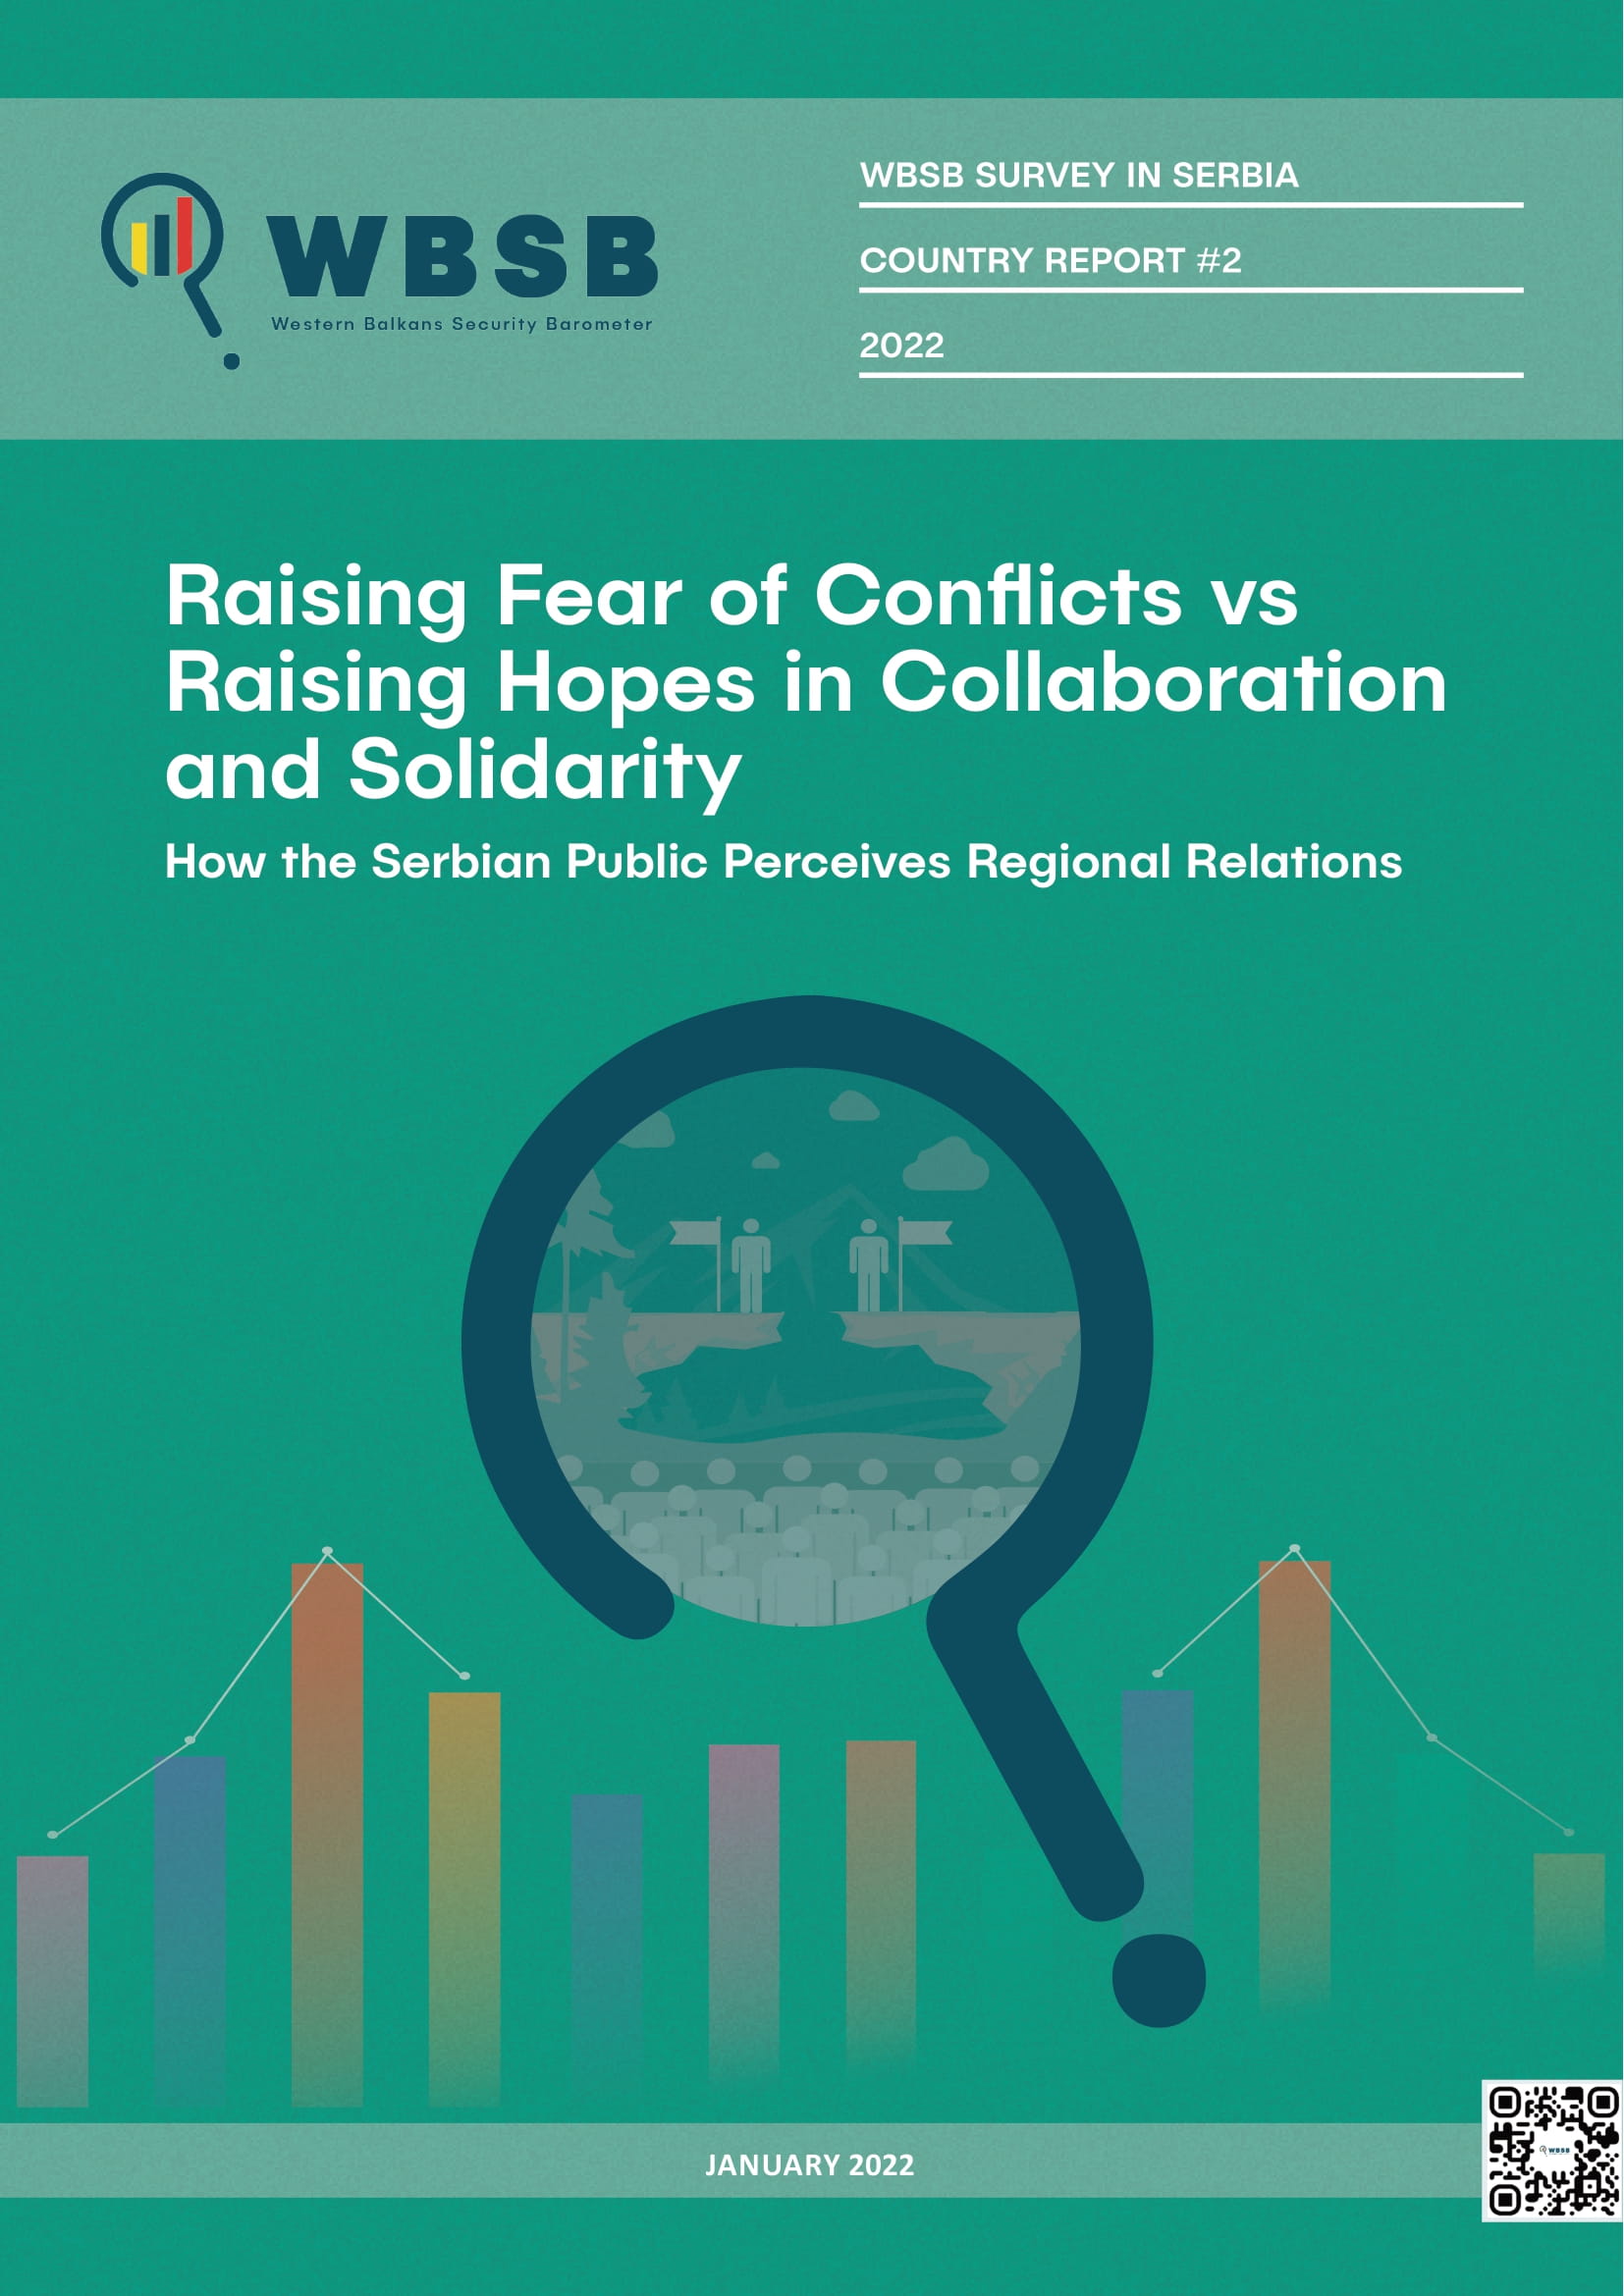 WBSB
Western Balkans Security Barometer
WBSB SURVEY IN SERBIA
COUNTRY REPORT #2
2022
Raising Fear of Conflicts vs
Raising Hopes in Collaboration
and Solidarity
How the Serbian Public Perceives Regional Relations
JANUARY 2022
WBSB